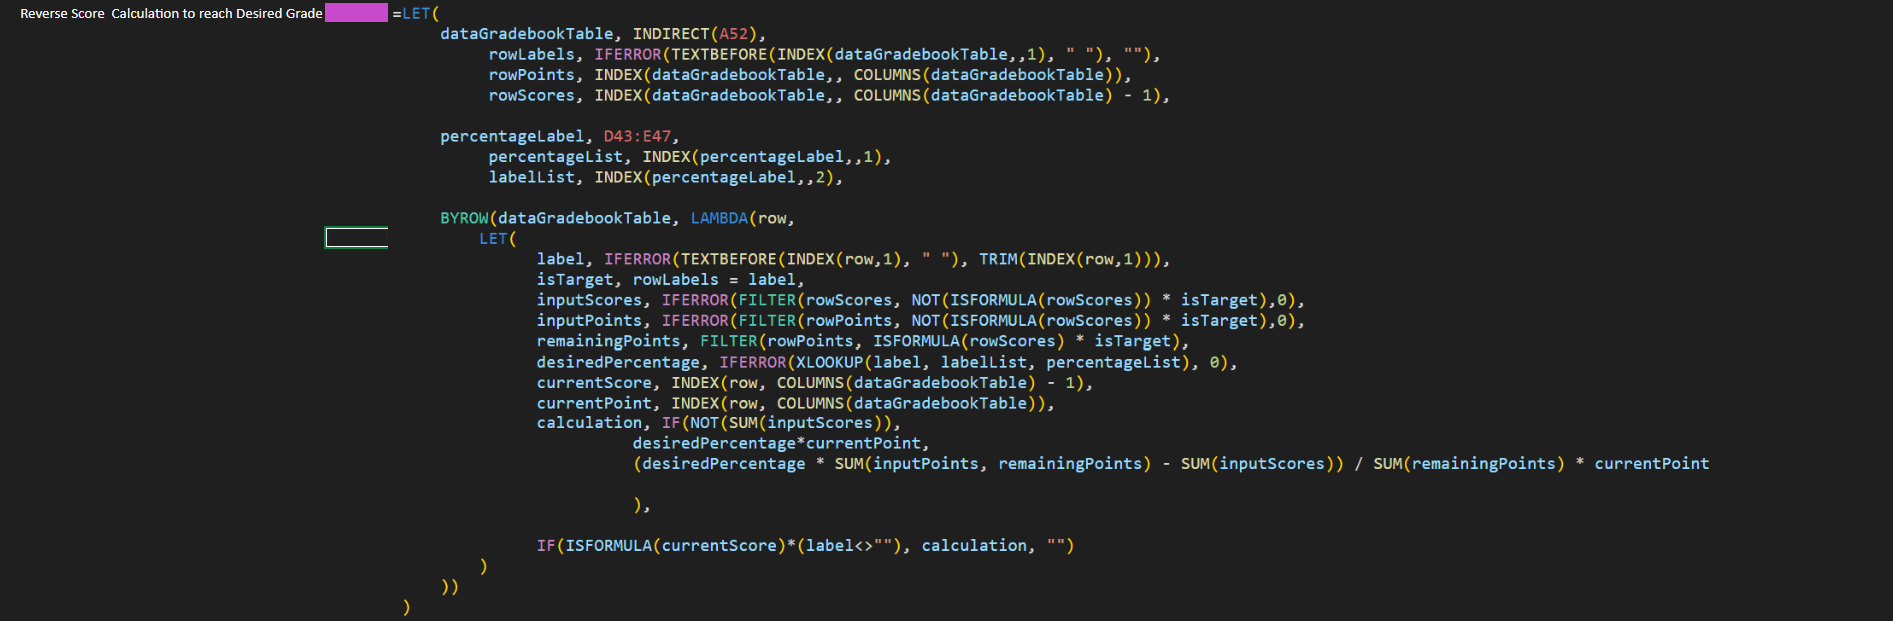 Reverse Score  Calculation to reach Desired Grade =LET(
dataGradebookTable, INDIRECT(A52),
rowLabels, IFERROR(TEXTBEFORE(INDEX(dataGradebookTable,,1), " "), ""),
rowPoints, INDEX(dataGradebookTable,, COLUMNS(dataGradebookTable)),
rowScores, INDEX(dataGradebookTable,, COLUMNS(dataGradebookTable) - 1),
percentageLabel, D43:E47,
percentageList, INDEX(percentageLabel,,1),
labelList, INDEX(percentageLabel,,2),
BYROW(dataGradebookTable, LAMBDA(row,
LET(
label, IFERROR(TEXTBEFORE(INDEX(row,1), " "), TRIM(INDEX(row,1))),
isTarget, rowLabels = label,
inputScores, IFERROR(FILTER(rowScores, NOT(ISFORMULA(rowScores)) * isTarget),0),
inputPoints, IFERROR(FILTER(rowPoints, NOT(ISFORMULA(rowScores)) * isTarget),0),
remainingPoints, FILTER(rowPoints, ISFORMULA(rowScores) * isTarget),
desiredPercentage, IFERROR(XLOOKUP(label, labelList, percentageList), 0),
currentScore, INDEX(row, COLUMNS(dataGradebookTable) - 1),
currentPoint, INDEX(row, COLUMNS(dataGradebookTable)),
calculation, IF(NOT(SUM(inputScores)),
desiredPercentage*currentPoint,
(desiredPercentage * SUM(inputPoints, remainingPoints) - SUM(inputScores)) / SUM(remainingPoints) * currentPoint
),
IF(ISFORMULA(currentScore)*(label<>""), calculation, "")
)
))
)